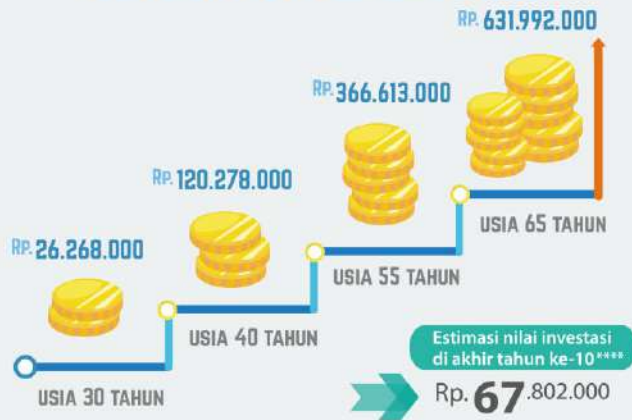 Rp. 631.992.000
Rp. 366.613.000
Rp. 120.278.000
Rp. 26.268.000
USIA 65 TAHUN
USIA 55 TAHUN
USIA 40 TAHUN
USIA 30 TAHUN
Estimasi nilai investasi
di akhir tahun ke-10****
Rp. 67.802.000